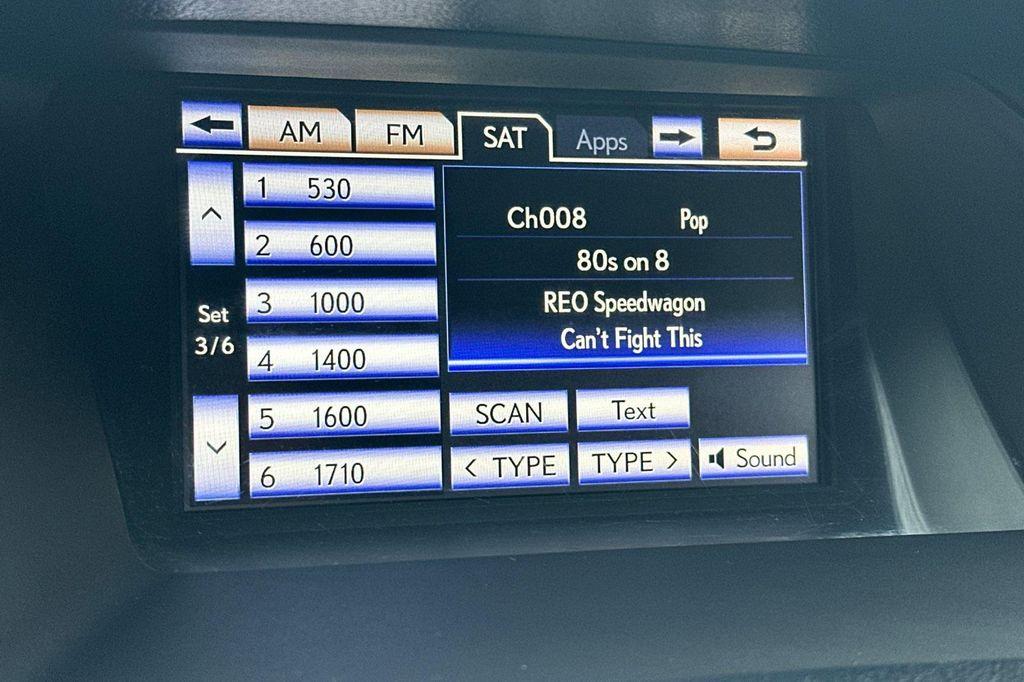 AM FM SAT Apps
1 530
2 600
3 1000
4 1400
5 1600
6 1710
Set
3/6
Ch008 Pop
80s on 8
REO Speedwagon
Can't Fight This
SCAN Text
< TYPE TYPE > Sound